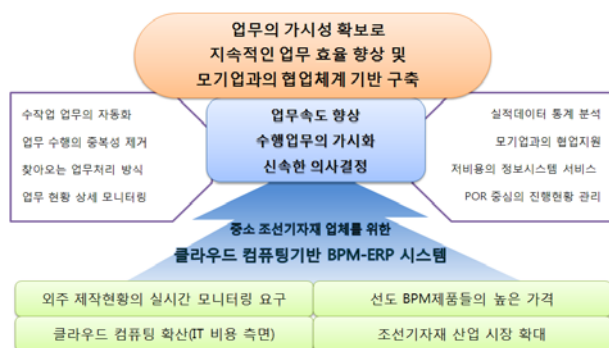 업무의 가시성 확보로
지속적인 업무 효율 향상 및
모기업과의 협업체계 기반 구축
수작업 업무의 자동화
업무 수행의 중복성 제거
찾아오는 업무처리 방식
업무 현황 상세 모니터링
업무속도 향상
수행업무의 가시화
신속한 의사결정
실적데이터 통계 분석
모기업과의 협업지원
저비용의 정보시스템 서비스
POR 중심의 진행현황 관리
중소 조선기자재 업체를 위한
클라우드 컴퓨팅기반 BPM-ERP 시스템
외주 제작현황의 실시간 모니터링 요구
선도 BPM제품들의 높은 가격
클라우드 컴퓨팅 확산(IT 비용 측면)
조선기자재 산업 시장 확대